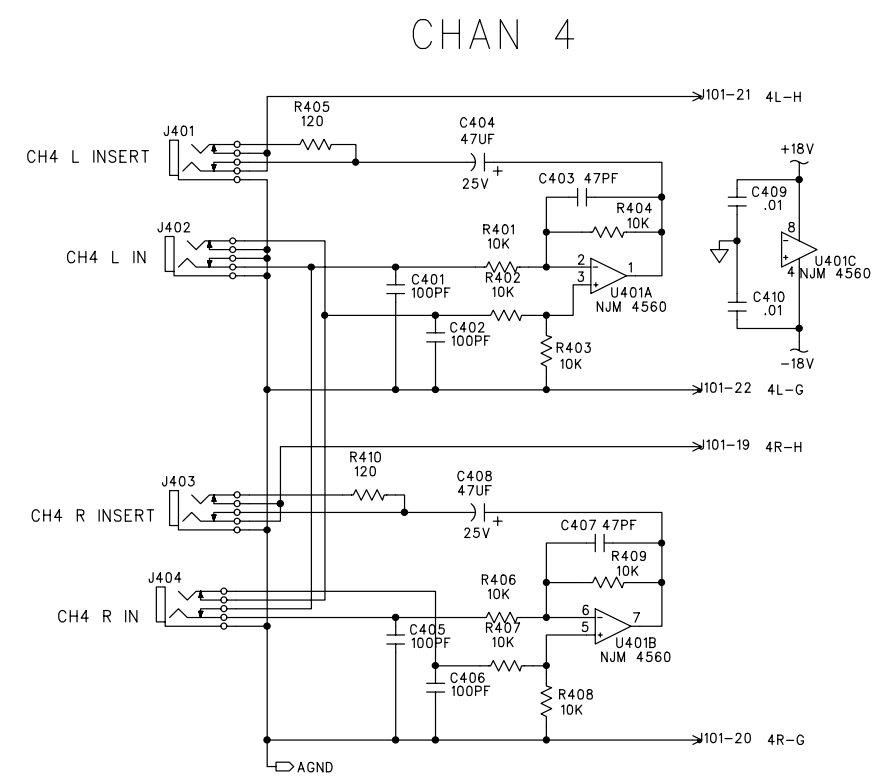 CHAN 4
J101-21 4L-H
R405
120
C404
47UF
25V
+
J401
CH4 L INSERT
+18V
C403 47PF
C409
.01
R404
10K
J402
CH4 L IN
R401
10K
8
2
-
1
3
+
-
+
4
U401C
NJM 4560
R402
10K
C401
100PF
U401A
NJM 4560
C410
.01
C402
100PF
R403
10K
-18V
J101-22 4L-G
J101-19 4R-H
R410
120
C408
47UF
25V
+
J403
CH4 R INSERT
C407 47PF
R409
10K
J404
CH4 R IN
R406
10K
6
-
7
5
+
R407
10K
C405
100PF
U401B
NJM 4560
C406
100PF
R408
10K
J101-20 4R-G
AGND